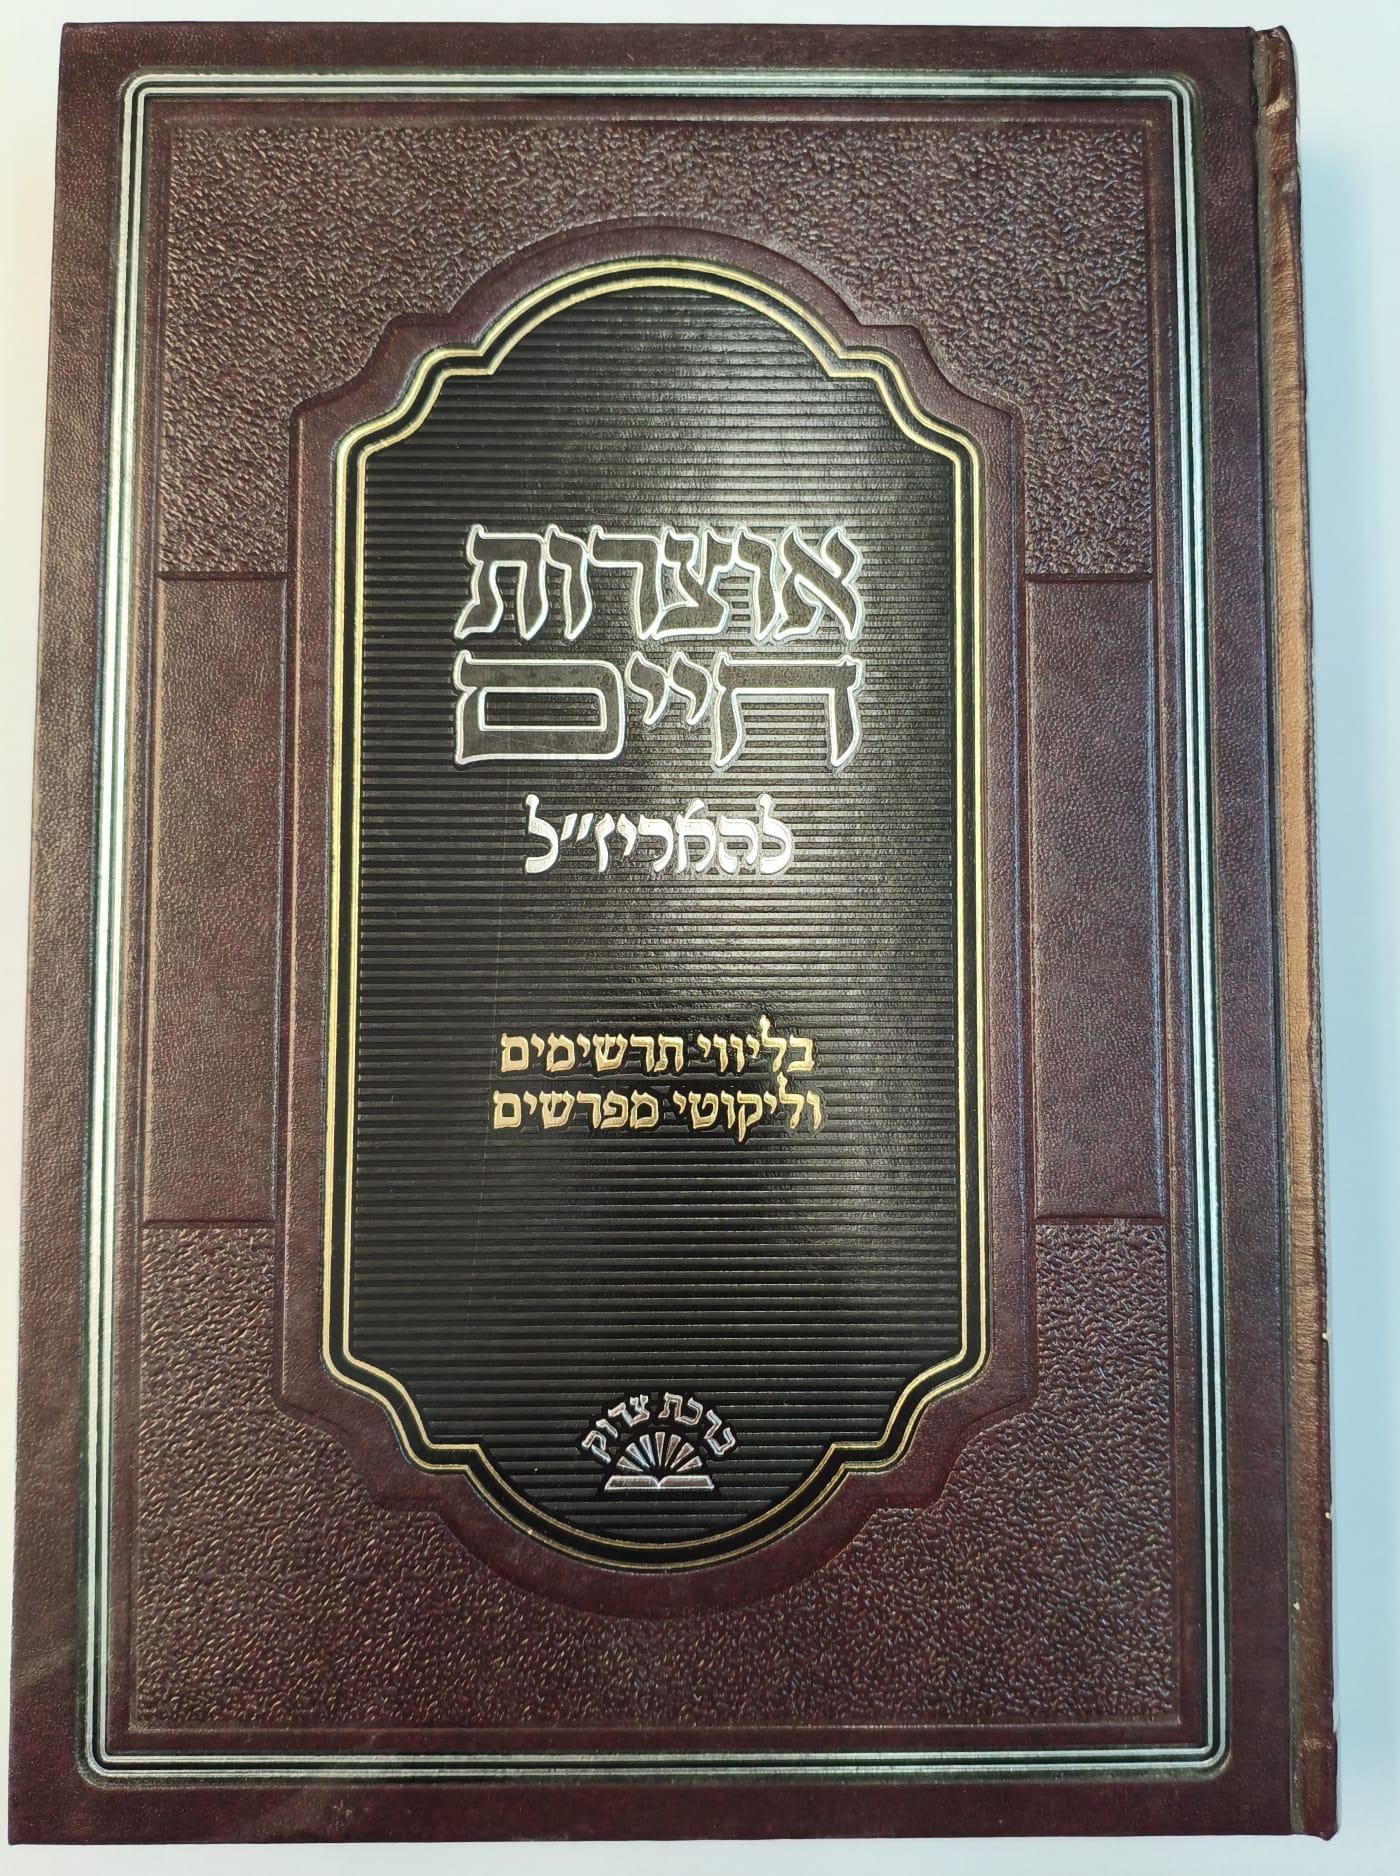 אוצרות
חיים
להאריז״ל
בליווי תרשימים
וליקוטי מפרשים
ברכת צדוק